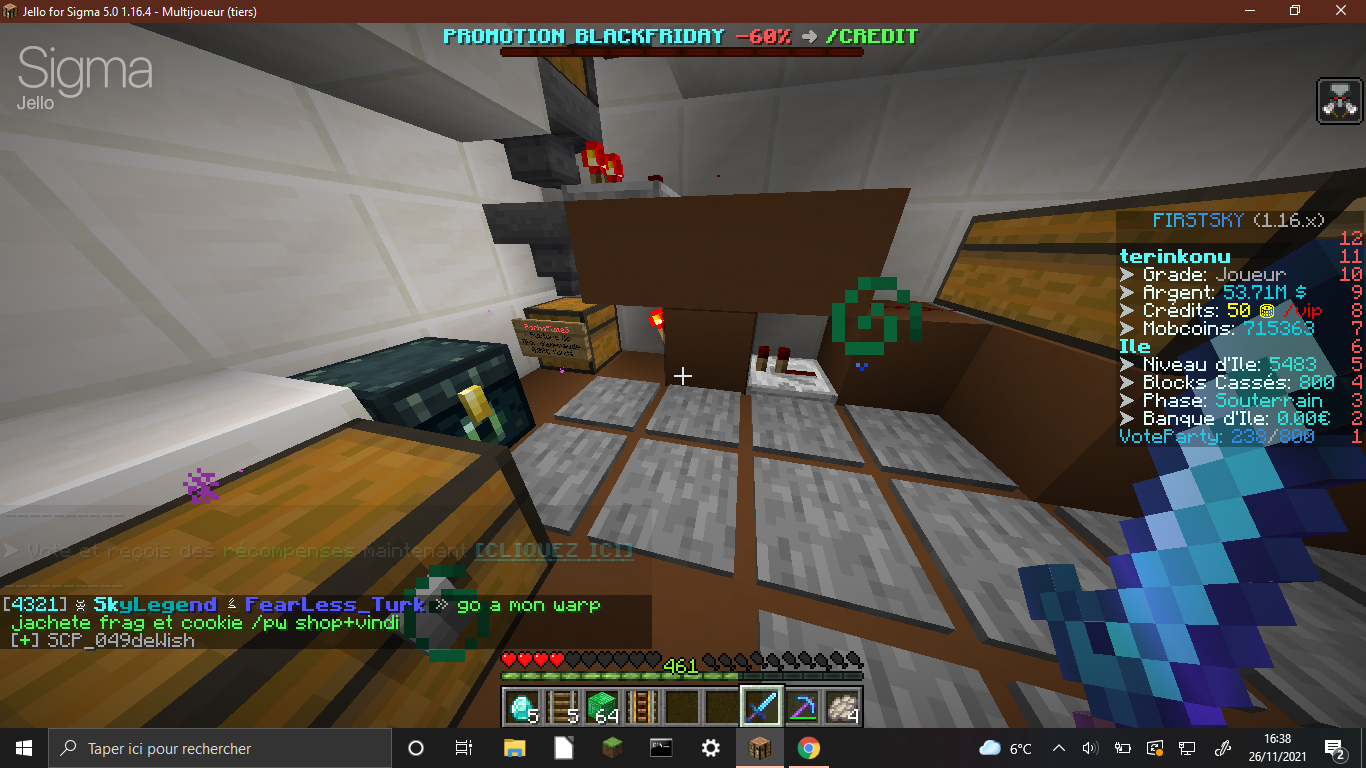 Jello for Sigma 5.0 1.16.4 - Multijoueur (tiers)
PROMOTION BLACKFRIDAY -60% ➔ /CREDIT
Sigma
Jello
FIRSTSKY (1.16.x)
12
terinkonu 11
➤ Grade: Joueur 10
➤ Argent: 53.71M $ 9
➤ Crédits: 50 /vip 8
➤ Mobcoins: 715363 7
Ile 6
➤ Niveau d'Ile: 5483 5
➤ Blocks Cassés: 800 4
➤ Phase: Souterrain 3
➤ Banque d'Ile: 0.00€ 2
VoteParty: 238/800 1
➤ Vote et reçois des récompenses maintenant [CLIQUEZ ICI]
[4321] SkyLegend FearLess_Turk » go a mon warp
jachete frag et cookie /pw shop+vindi
[+] SCP_049deWish
461
5 5 64 4
Taper ici pour rechercher
6°C
16:38
26/11/2021
2